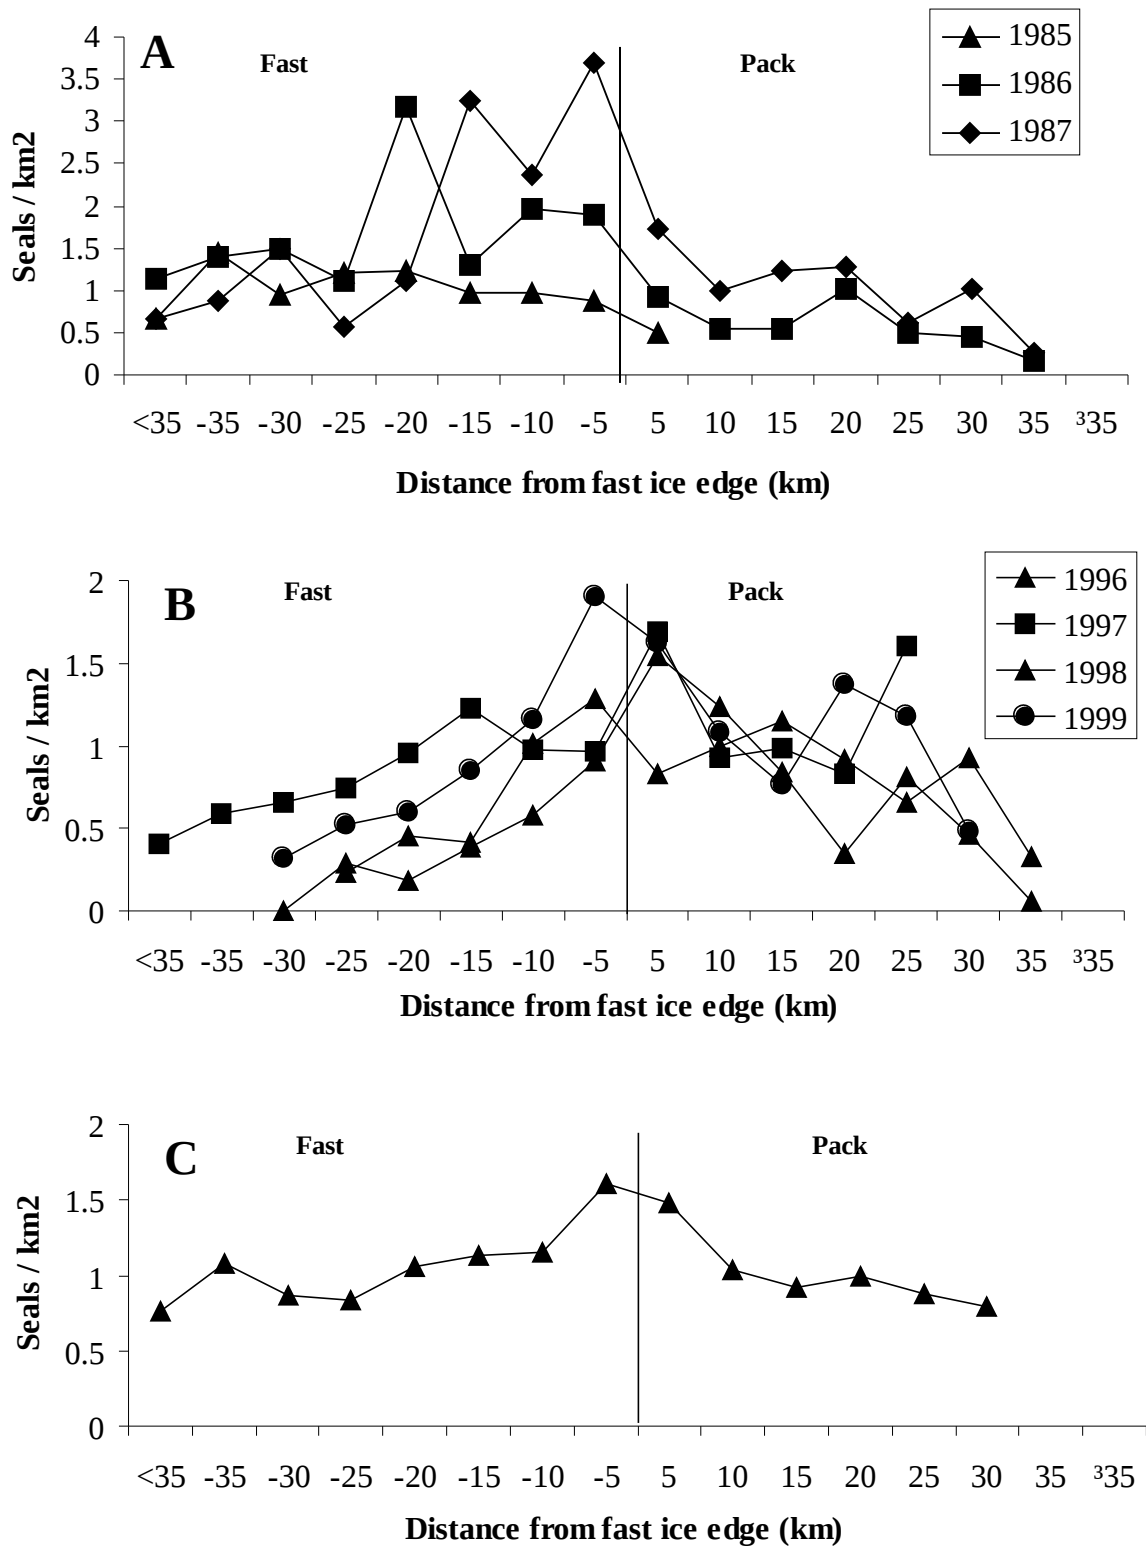 A
Fast
Pack
1985
1986
1987
4
3.5
3
2.5
2
1.5
1
0.5
0
Seals / km2
<35 -35 -30 -25 -20 -15 -10 -5 5 10 15 20 25 30 35 ³35
Distance from fast ice edge (km)
B
Fast
Pack
1996
1997
1998
1999
2
1.5
1
0.5
0
Seals / km2
<35 -35 -30 -25 -20 -15 -10 -5 5 10 15 20 25 30 35 ³35
Distance from fast ice edge (km)
C
Fast
Pack
2
1.5
1
0.5
0
Seals / km2
<35 -35 -30 -25 -20 -15 -10 -5 5 10 15 20 25 30 35 ³35
Distance from fast ice edge (km)